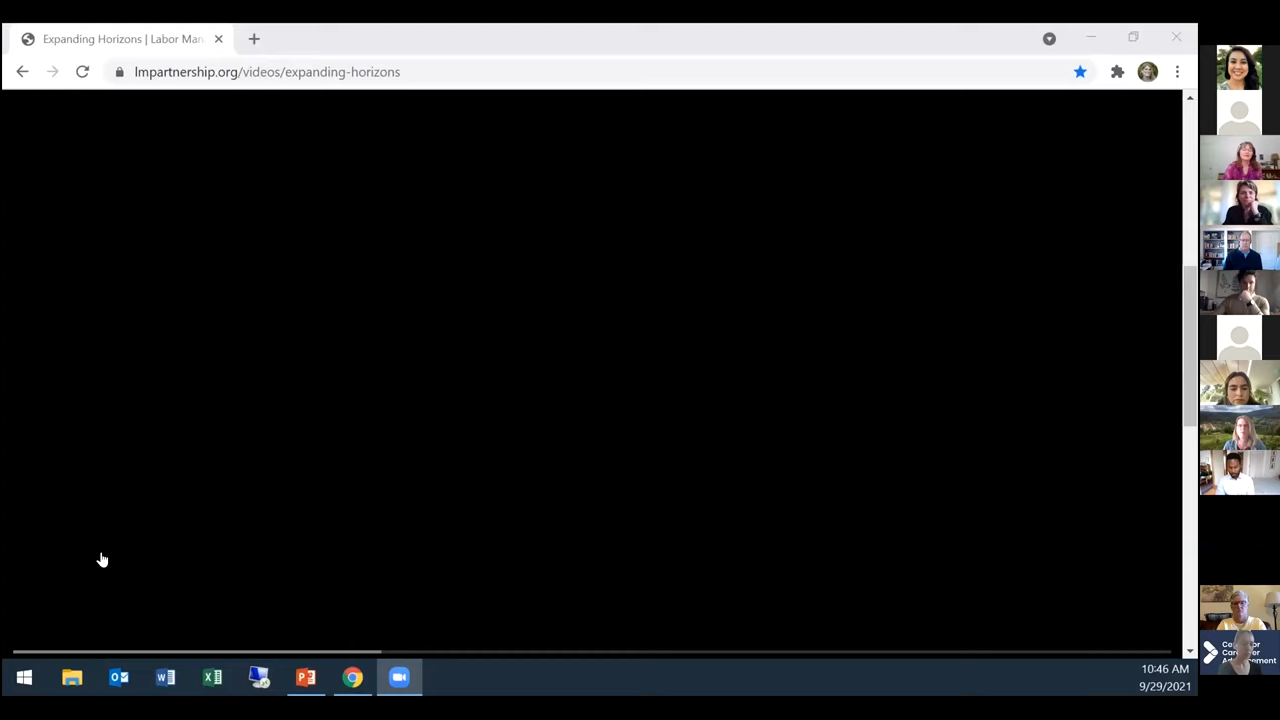 Expanding Horizons | Labor Man
lmpartnership.org/videos/expanding-horizons
10:46 AM
9/29/2021